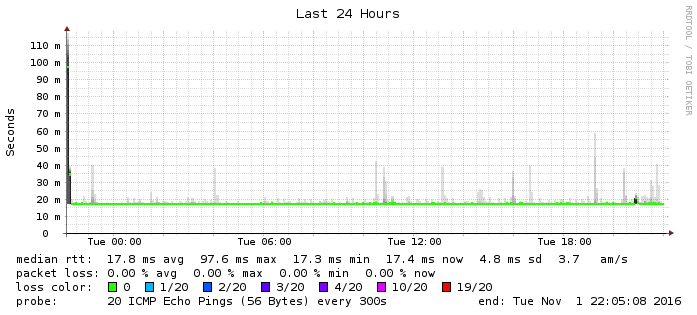 Last 24 Hours
RRDTOOL / TOBI OETIKER
Seconds
110 m
100 m
90 m
80 m
70 m
60 m
50 m
40 m
30 m
20 m
10 m
0
Tue 00:00 Tue 06:00 Tue 12:00 Tue 18:00
median rtt: 17.8 ms avg 97.6 ms max 17.3 ms min 17.4 ms now 4.8 ms sd 3.7 am/s
packet loss: 0.00 % avg 0.00 % max 0.00 % min 0.00 % now
loss color: 0 1/20 2/20 3/20 4/20 10/20 19/20
probe: 20 ICMP Echo Pings (56 Bytes) every 300s end: Tue Nov 1 22:05:08 2016